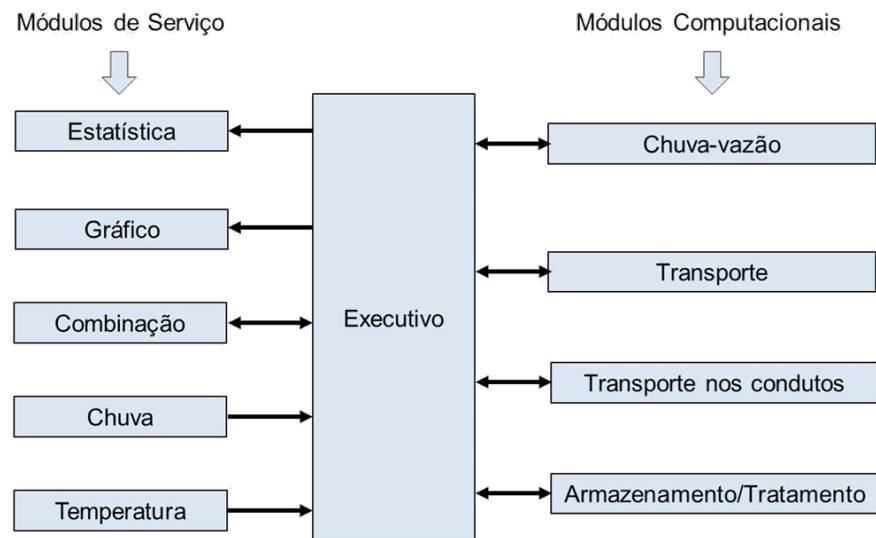 Módulos de Serviço
Módulos Computacionais
Estatística
Chuva-vazão
Gráfico
Transporte
Combinação
Executivo
Transporte nos condutos
Chuva
Armazenamento/Tratamento
Temperatura